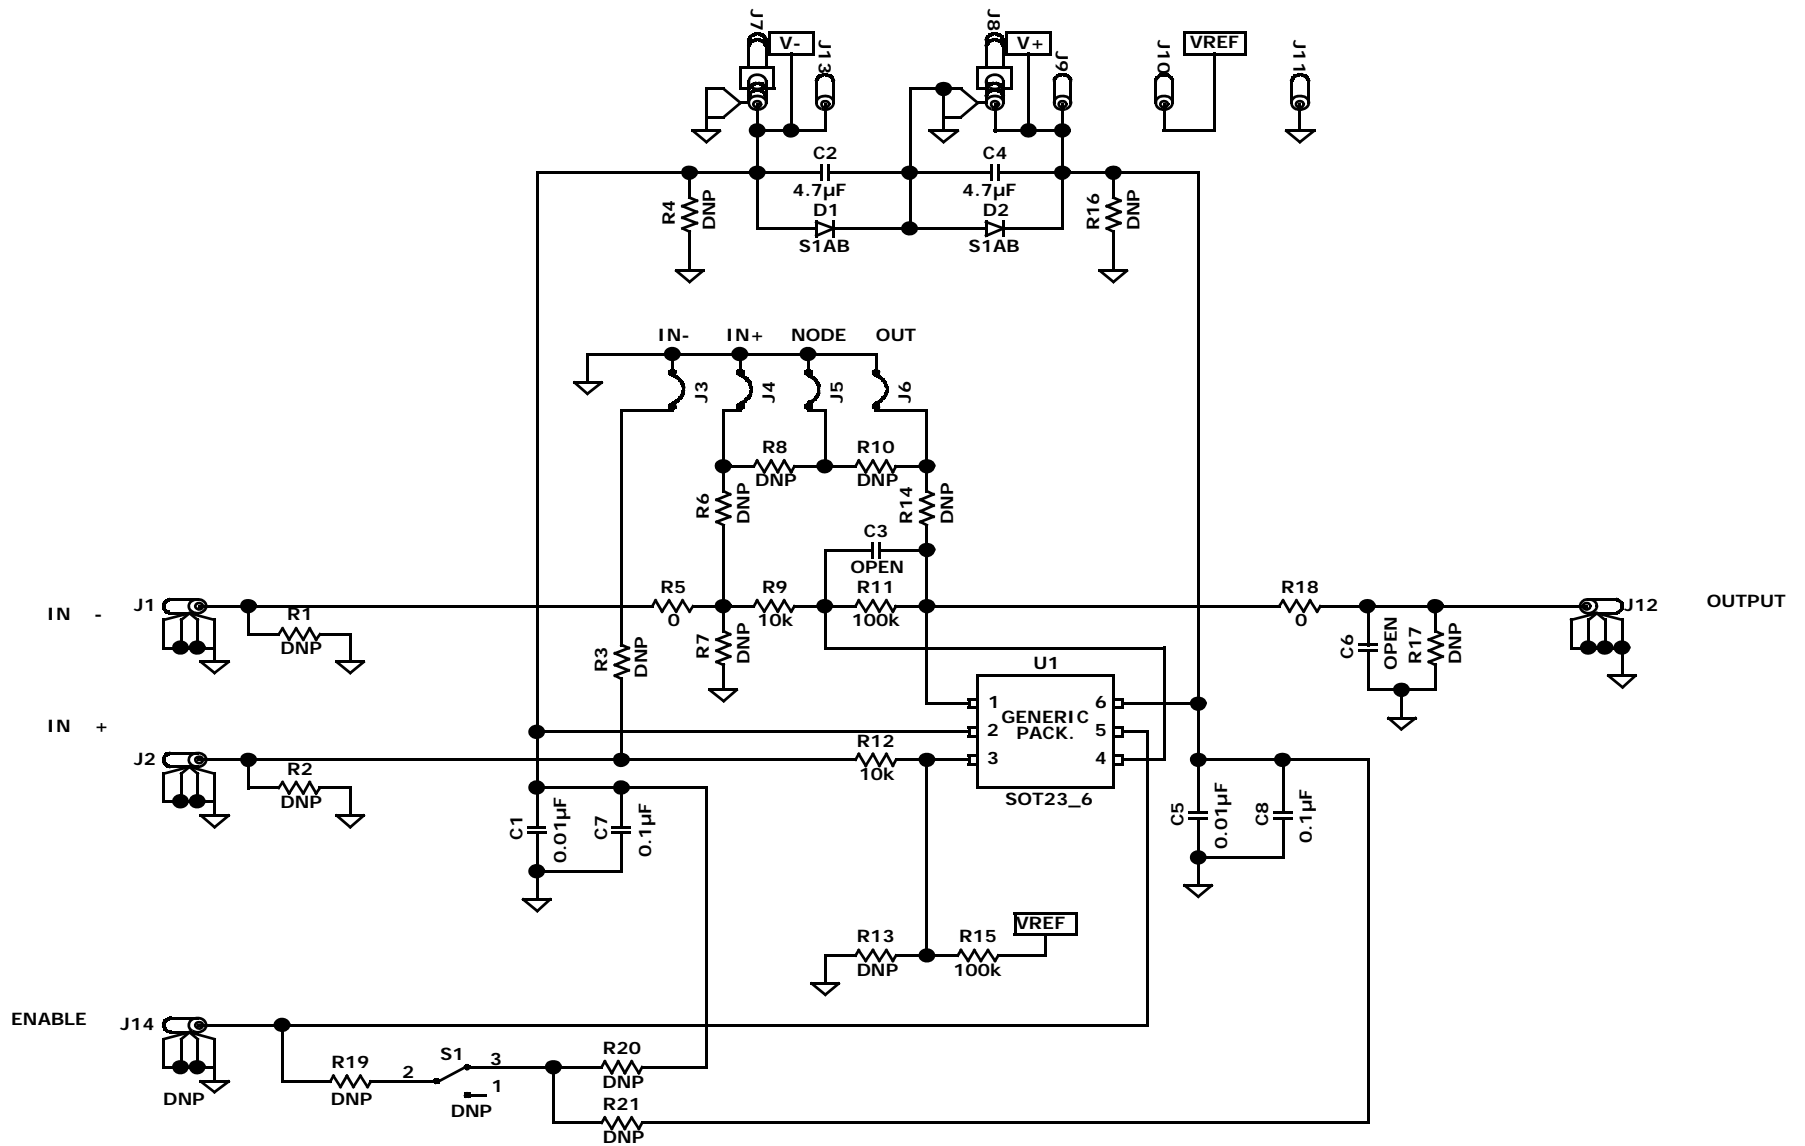 J7
V-
J13
J8
V+
J9
J10
VREF
J11
C2
4.7µF
D1
S1AB
C4
4.7µF
D2
S1AB
R4
DNP
R16
DNP
IN-
IN+
NODE
OUT
J3
J4
J5
J6
R8
DNP
R10
DNP
R6
DNP
R14
DNP
C3
OPEN
IN -
J1
R1
DNP
R5
0
R9
10k
R11
100k
R18
0
J12
OUTPUT
R3
DNP
R7
DNP
C6
OPEN
R17
DNP
U1
1
2
3
GENERIC
PACK.
6
5
4
SOT23_6
IN +
J2
R2
DNP
R12
10k
C1
0.01µF
C7
0.1µF
C5
0.01µF
C8
0.1µF
R13
DNP
R15
100k
VREF
ENABLE
J14
DNP
R19
DNP
2
S1
3
1
DNP
R20
DNP
R21
DNP